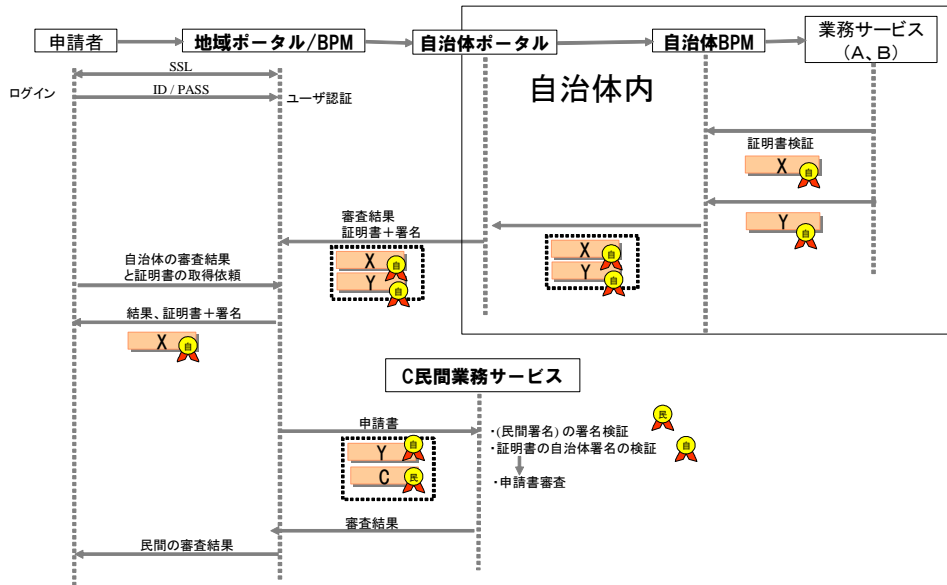 申請者
地域ポータル/BPM
自治体ポータル
自治体BPM
業務サービス
(A、B)
SSL
自治体内
ログイン
ID / PASS
ユーザ認証
証明書検証
X
自
Y
自
審査結果
証明書+署名
X
自
Y
自
X
自
Y
自
自治体の審査結果
と証明書の取得依頼
結果、証明書+署名
X
自
C民間業務サービス
申請書
Y
自
C
民
・(民間署名) の署名検証
民
・証明書の自治体署名の検証
自
・申請書審査
審査結果
民間の審査結果